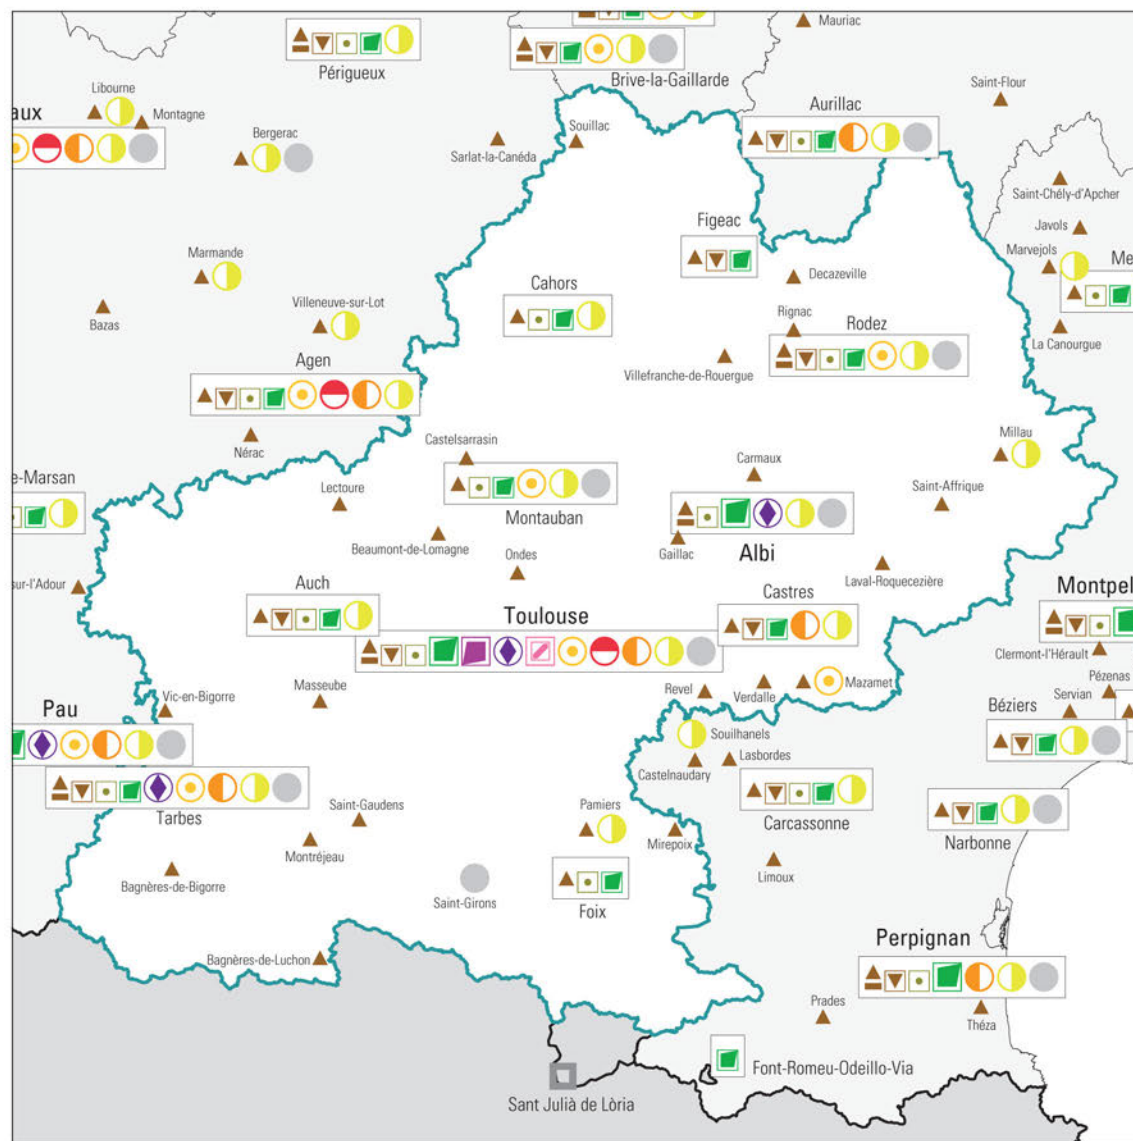 Mauriac
Périgueux
Brive-la-Gaillarde
Saint-Flour
Libourne
Montagne
aux
Bergerac
Sarlat-la-Canéda
Souillac
Aurillac
Saint-Chély-d'Apcher
Javols
Marvejols
Me
Figeac
Marmande
Decazeville
Cahors
Bazas
Villeneuve-sur-Lot
Rignac
Rodez
La Canourgue
Agen
Villefranche-de-Rouergue
Nérac
Castelsarrasin
Millau
e-Marsan
Lectoure
Carmaux
Saint-Affrique
Montauban
Beaumont-de-Lomagne
Gaillac
Albi
Ondes
sur-l'Adour
Laval-Roquecezière
Auch
Castres
Montpel
Toulouse
Clermont-l'Hérault
Masseube
Vic-en-Bigorre
Revel
Verdalle
Mazamet
Pézenas
Servian
Pau
Béziers
Souilhanels
Lasbordes
Castelnaudary
Tarbes
Saint-Gaudens
Pamiers
Mirepoix
Carcassonne
Narbonne
Montréjeau
Limoux
Bagnères-de-Bigorre
Saint-Girons
Foix
Perpignan
Bagnères-de-Luchon
Prades
Théza
Font-Romeu-Odeillo-Via
Sant Julià de Lòria